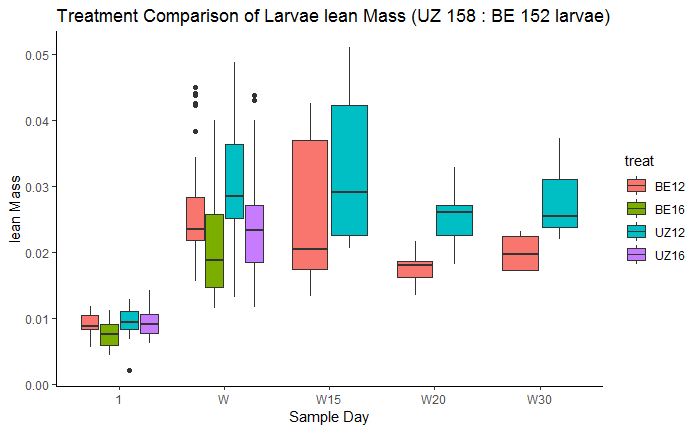 Treatment Comparison of Larvae lean Mass (UZ 158 : BE 152 larvae)
0.05
0.04
0.03
0.02
0.01
0.00
lean Mass
1 W W15 W20 W30
Sample Day
treat
BE12
BE16
UZ12
UZ16